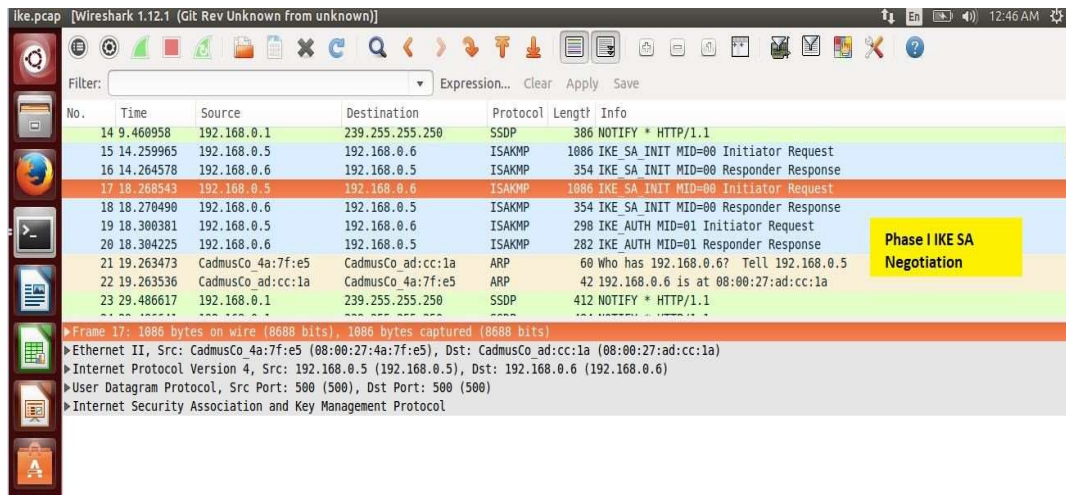 ike.pcap [Wireshark 1.12.1 (Git Rev Unknown from unknown)] En 12:46 AM
Filter: Expression... Clear Apply Save
No. Time Source Destination Protocol Length Info
14 9.460958 192.168.0.1 239.255.255.250 SSDP 386 NOTIFY * HTTP/1.1
15 14.259965 192.168.0.5 192.168.0.6 ISAKMP 1086 IKE_SA_INIT MID=00 Initiator Request
16 14.264578 192.168.0.6 192.168.0.5 ISAKMP 354 IKE_SA_INIT MID=00 Responder Response
17 18.268543 192.168.0.5 192.168.0.6 ISAKMP 1086 IKE_SA_INIT MID=00 Initiator Request
18 18.270490 192.168.0.6 192.168.0.5 ISAKMP 354 IKE_SA_INIT MID=00 Responder Response
19 18.300381 192.168.0.5 192.168.0.6 ISAKMP 298 IKE_AUTH MID=01 Initiator Request
20 18.304225 192.168.0.6 192.168.0.5 ISAKMP 282 IKE_AUTH MID=01 Responder Response
Phase I IKE SA
Negotiation
21 19.263473 CadmusCo_4a:7f:e5 CadmusCo_ad:cc:1a ARP 60 Who has 192.168.0.6? Tell 192.168.0.5
22 19.263536 CadmusCo_ad:cc:1a CadmusCo_4a:7f:e5 ARP 42 192.168.0.6 is at 08:00:27:ad:cc:1a
23 29.486617 192.168.0.1 239.255.255.250 SSDP 412 NOTIFY * HTTP/1.1
Frame 17: 1086 bytes on wire (8688 bits), 1086 bytes captured (8688 bits)
Ethernet II, Src: CadmusCo_4a:7f:e5 (08:00:27:4a:7f:e5), Dst: CadmusCo_ad:cc:1a (08:00:27:ad:cc:1a)
Internet Protocol Version 4, Src: 192.168.0.5 (192.168.0.5), Dst: 192.168.0.6 (192.168.0.6)
User Datagram Protocol, Src Port: 500 (500), Dst Port: 500 (500)
Internet Security Association and Key Management Protocol